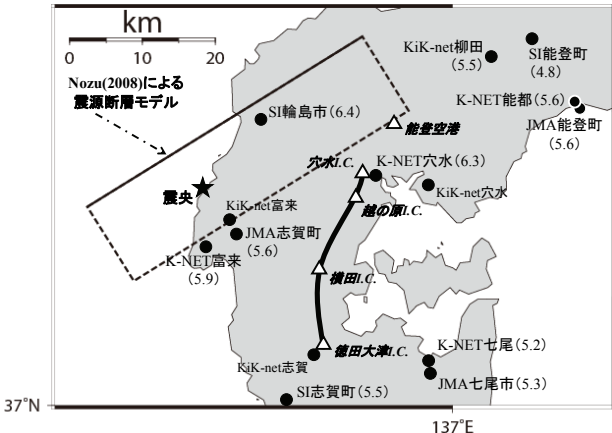 km
0 10 20
Nozu(2008)による
震源断層モデル
KiK-net柳田
(5.5)
SI能登町
(4.8)
K-NET能都(5.6)
JMA能登町
(5.6)
SI輪島市(6.4)
能登空港
穴水I.C.
K-NET穴水(6.3)
KiK-net穴水
越の原I.C.
震央
KiK-net富来
JMA志賀町
(5.6)
K-NET富来
(5.9)
横田I.C.
徳田大津I.C.
KiK-net志賀
K-NET七尾(5.2)
JMA七尾市(5.3)
SI志賀町(5.5)
37°N
137°E